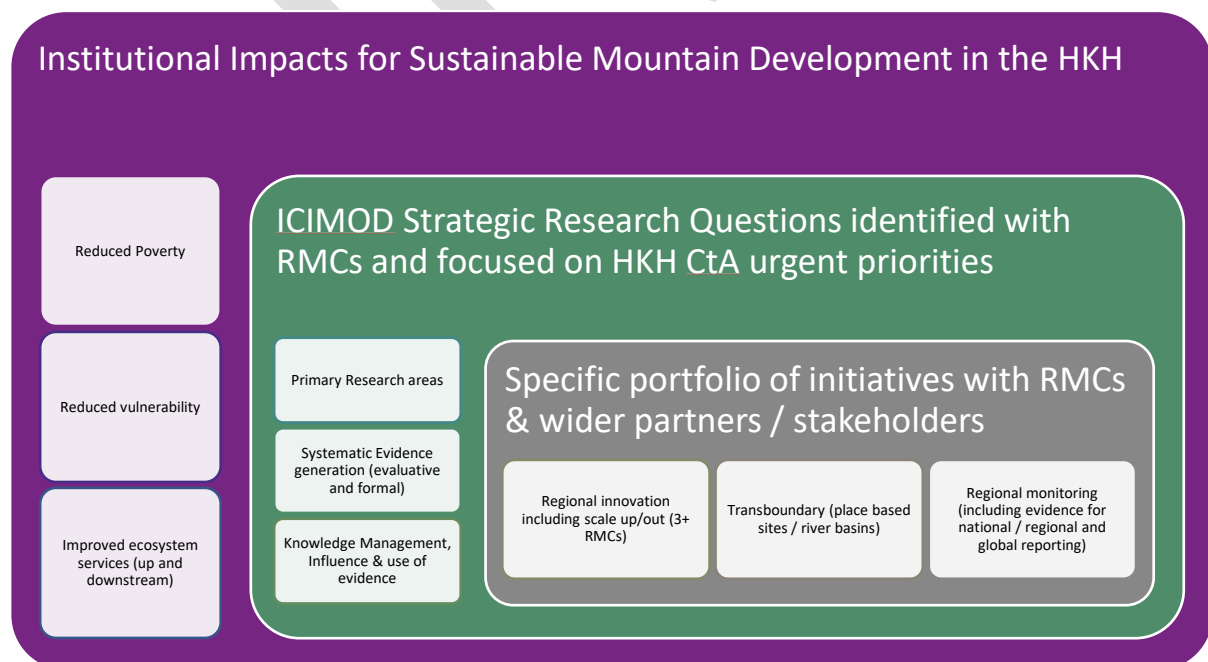 Institutional Impacts for Sustainable Mountain Development in the HKH
Reduced Poverty
Reduced vulnerability
Improved ecosystem
services (up and
downstream)
ICIMOD Strategic Research Questions identified with
RMCs and focused on HKH CtA urgent priorities
Primary Research areas
Systematic Evidence
generation (evaluative
and formal)
Knowledge Management,
Influence & use of
evidence
Specific portfolio of initiatives with RMCs
& wider partners / stakeholders
Regional innovation
including scale up/out (3+
RMCs)
Transboundary (place based
sites / river basins)
Regional monitoring
(including evidence for
national / regional and
global reporting)